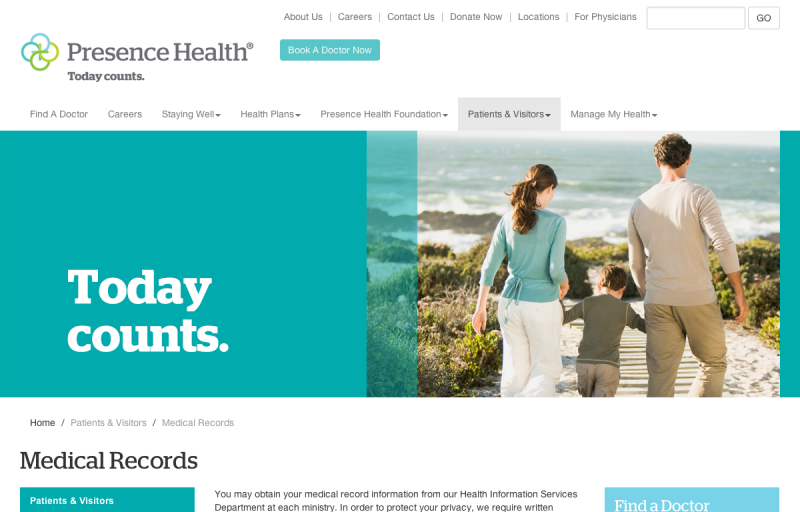 About Us | Careers | Contact Us | Donate Now | Locations | For Physicians
GO
Presence Health®
Today counts.
Book A Doctor Now
Find A Doctor Careers Staying Well Health Plans Presence Health Foundation Patients & Visitors Manage My Health
Today
counts.
Home / Patients & Visitors / Medical Records
Medical Records
Patients & Visitors
You may obtain your medical record information from our Health Information Services
Department at each ministry. In order to protect your privacy, we require written
Find a Doctor